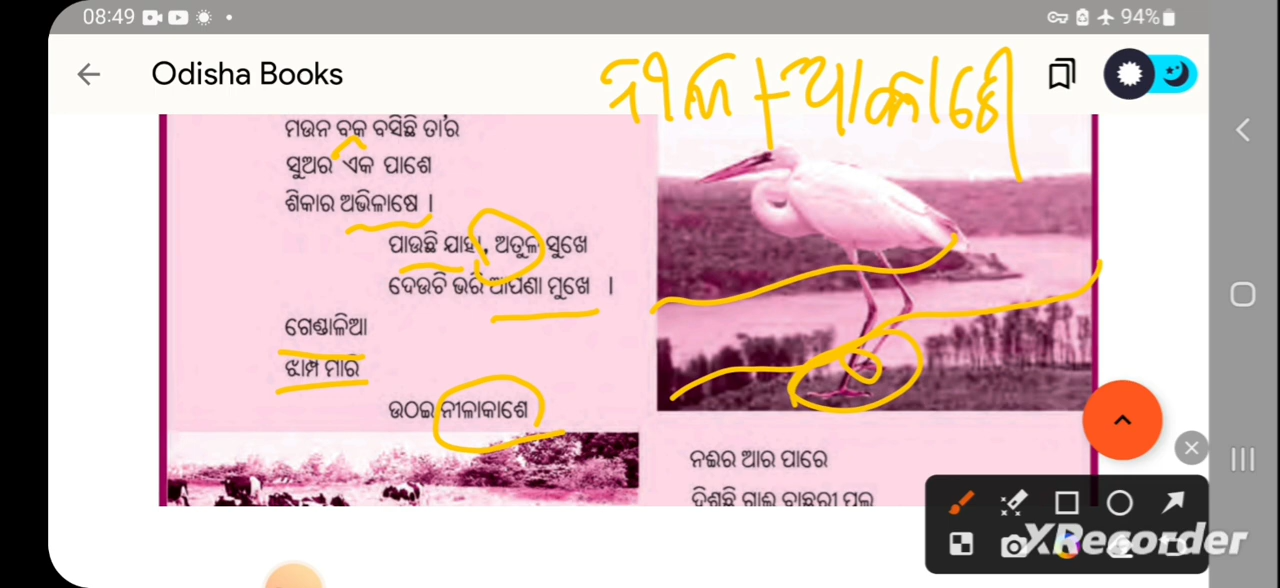 08:49
94%
Odisha Books
ନୀଳ+ଆକାଶେ
ମଉନ ବକ ବସିଛି ତା'ର
ସୁଅର ଏକ ପାଶେ
ଶିକାର ଅଭିଳାଷେ ।
ପାଉଛି ଯାହା, ଅତୁଳ ସୁଖେ
ଦେଉଚି ଭରି ଆପଣା ମୁଖେ ।
ଗେଣ୍ଡାଳିଆ
ଝାମ୍ପ ମାରି
ଉଠଇ ନୀଳାକାଶେ
ନଈର ଆର ପାରେ
ଦିଶୁଛି ଗାଈ ବାଛୁରୀ ପଲ
XRecorder